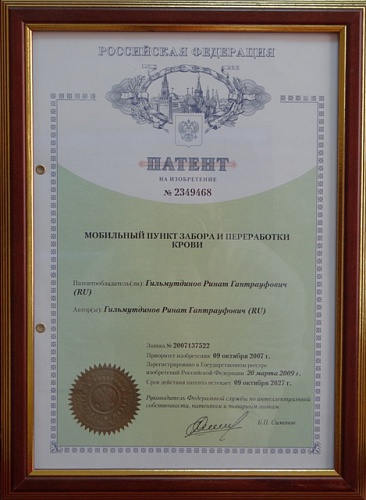 РОССИЙСКАЯ ФЕДЕРАЦИЯ
ПАТЕНТ
НА ИЗОБРЕТЕНИЕ
№ 2349468
МОБИЛЬНЫЙ ПУНКТ ЗАБОРА И ПЕРЕРАБОТКИ
КРОВИ
Патентообладатель(ли): Гильмутдинов Ринат Гаптрауфович
(RU)
Автор(ы): Гильмутдинов Ринат Гаптрауфович (RU)
Заявка № 2007137522
Приоритет изобретения 09 октября 2007 г.
Зарегистрировано в Государственном реестре
изобретений Российской Федерации 20 марта 2009 г.
Срок действия патента истекает 09 октября 2027 г.
Руководитель Федеральной службы по интеллектуальной
собственности, патентам и товарным знакам
Б.П. Симонов